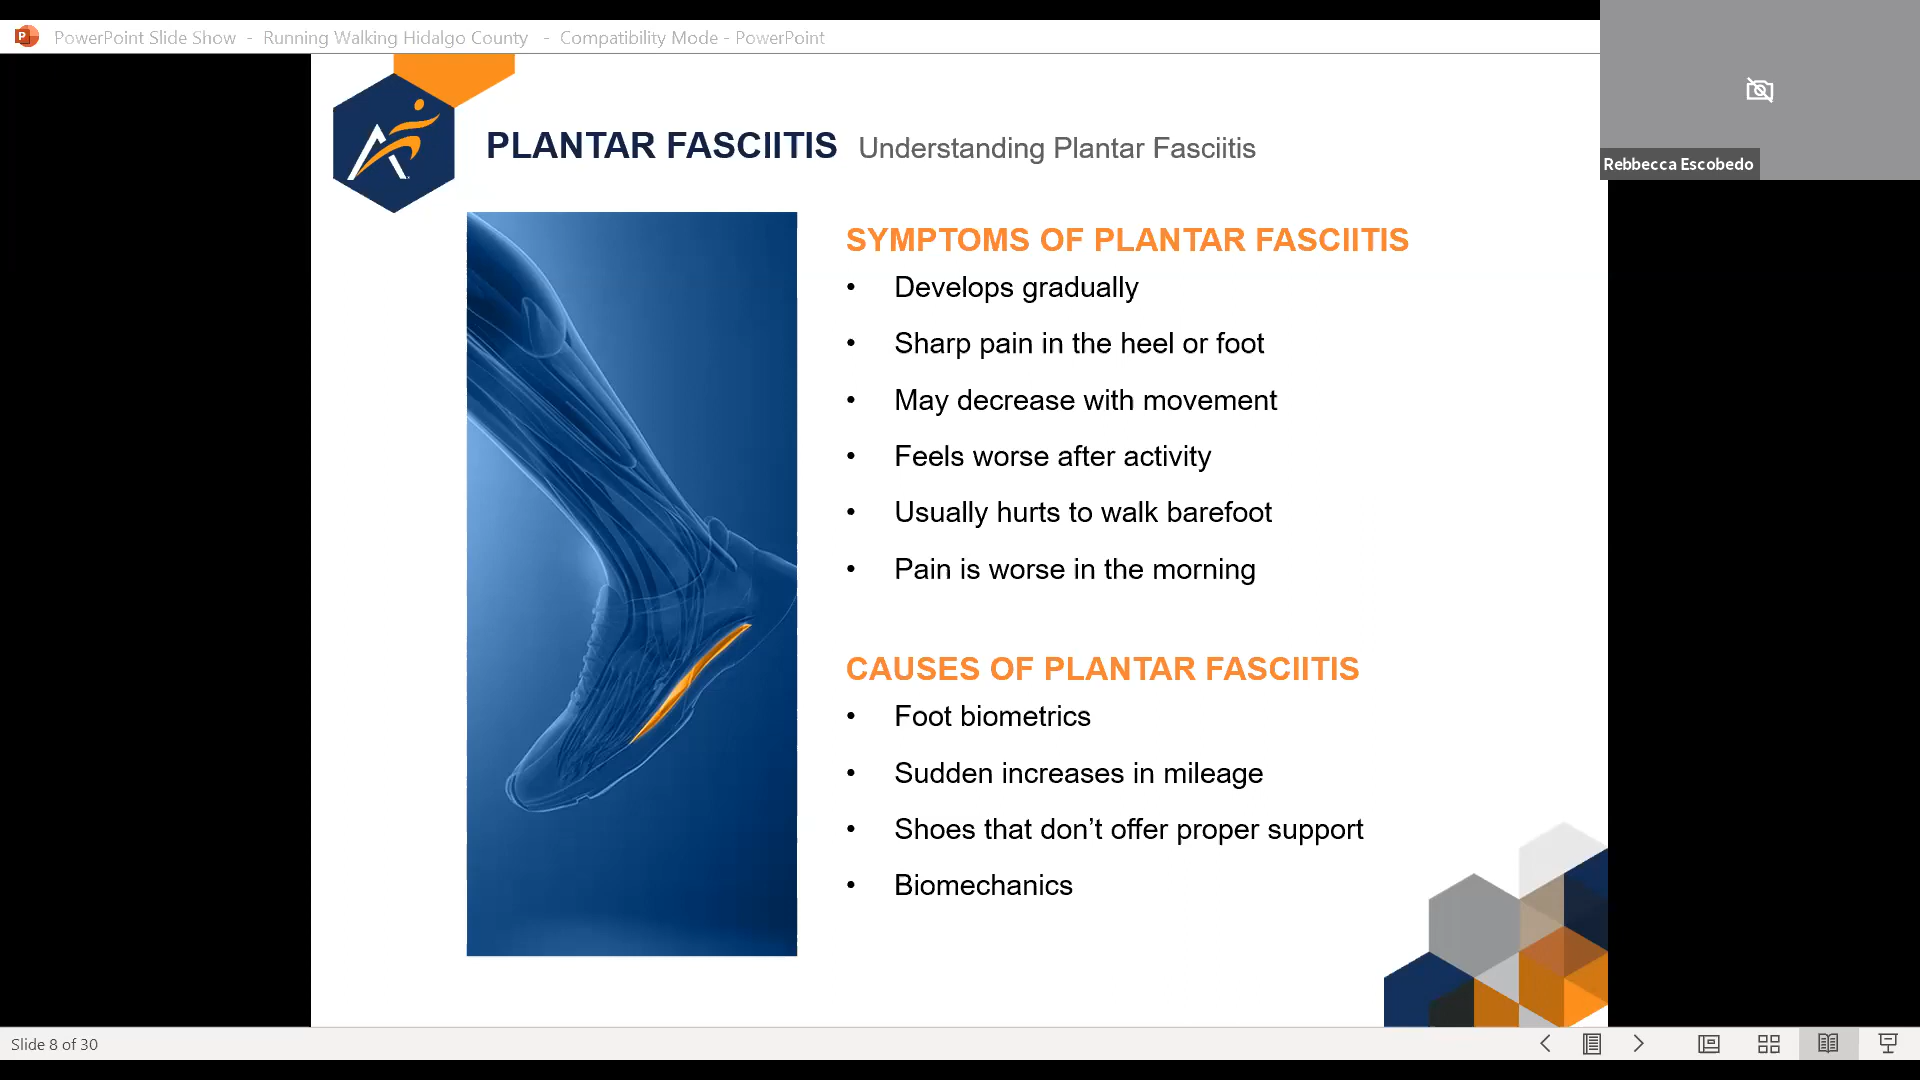 PowerPoint Slide Show - Running Walking Hidalgo County - Compatibility Mode - PowerPoint
Rebbecca Escobedo
PLANTAR FASCIITIS Understanding Plantar Fasciitis
SYMPTOMS OF PLANTAR FASCIITIS
• Develops gradually
• Sharp pain in the heel or foot
• May decrease with movement
• Feels worse after activity
• Usually hurts to walk barefoot
• Pain is worse in the morning
CAUSES OF PLANTAR FASCIITIS
• Foot biometrics
• Sudden increases in mileage
• Shoes that don’t offer proper support
• Biomechanics
Slide 8 of 30